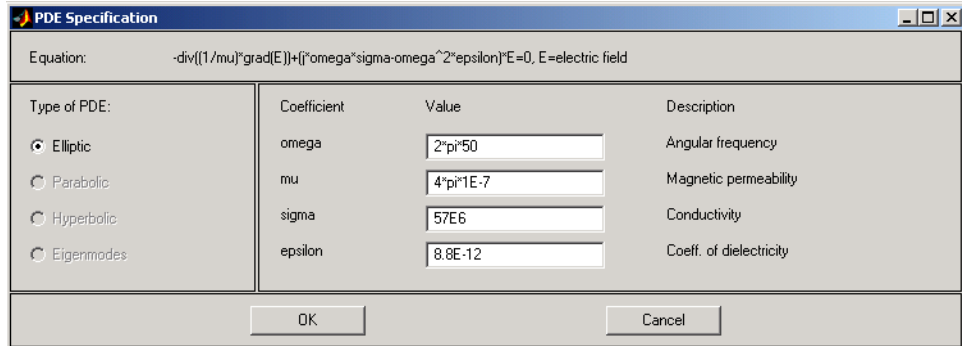 PDE Specification
Equation: -div((1/mu)*grad(E))+(j*omega*sigma-omega^2*epsilon)*E=0, E=electric field
Type of PDE: Coefficient Value Description
Elliptic omega 2*pi*50 Angular frequency
Parabolic mu 4*pi*1E-7 Magnetic permeability
Hyperbolic sigma 57E6 Conductivity
Eigenmodes epsilon 8.8E-12 Coeff. of dielectricity
OK Cancel